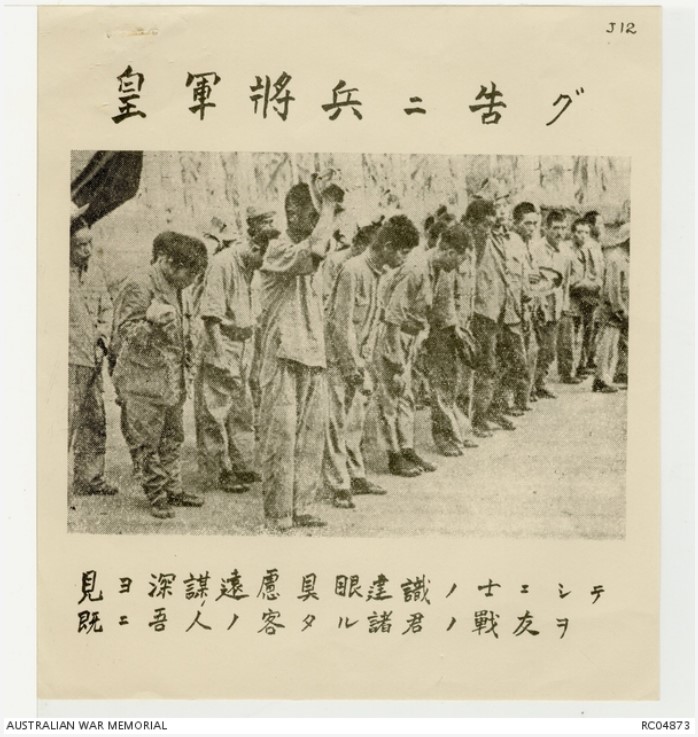 J12
皇軍將兵ニ告グ
見ヨ深謀遠慮具眼達識ノ士ニシテ
既ニ吾人ノ客タル諸君ノ戰友ヲ
AUSTRALIAN WAR MEMORIAL
RC04873